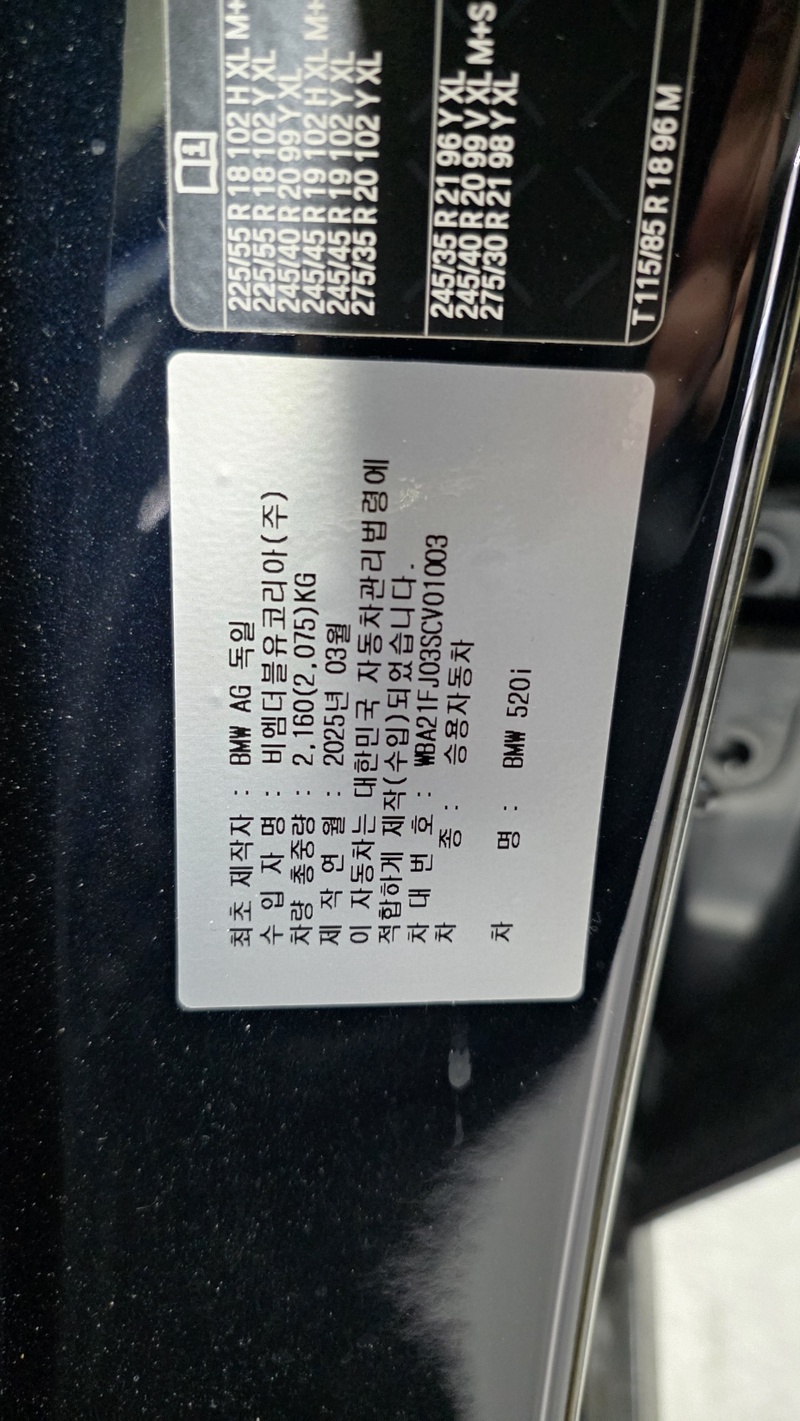 최초 제작자 : BMW AG 독일
수 입 자 명 : 비엠더블유코리아(주)
차량 총중량 : 2,160(2,075)KG
제 작 연 월 : 2025년 03월
이 자동차는 대한민국 자동차관리법령에
적합하게 제작(수입)되었습니다.
차 대 번 호 : WBA21FJ03SCV01003
차 종 : 승용자동차
차 명 : BMW 520i
225/55 R 18 102 H XL M+
225/55 R 18 102 Y XL
245/40 R 20 99 Y XL
245/45 R 19 102 H XL M+
245/45 R 19 102 Y XL
275/35 R 20 102 Y XL
245/35 R 21 96 Y XL
245/40 R 20 99 V XL M+S
275/30 R 21 98 Y XL
T115/85 R 18 96 M